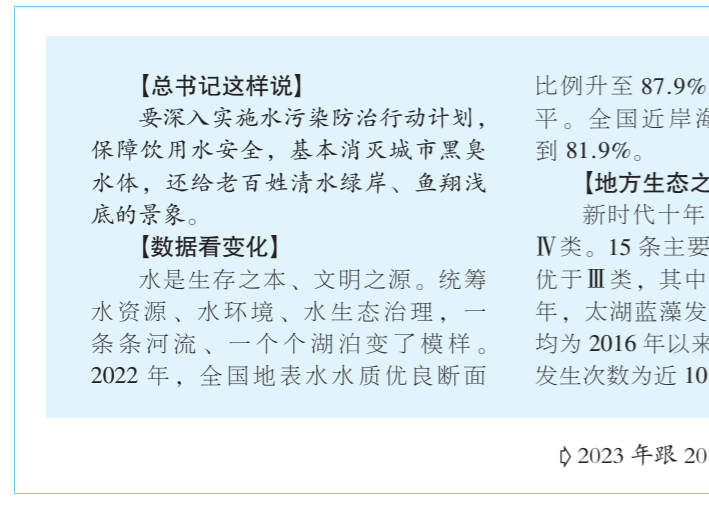 【总书记这样说】
要深入实施水污染防治行动计划，
保障饮用水安全，基本消灭城市黑臭
水体，还给老百姓清水绿岸、鱼翔浅
底的景象。
【数据看变化】
水是生存之本、文明之源。统筹
水资源、水环境、水生态治理，一
条条河流、一个个湖泊变了模样。
2022 年，全国地表水水质优良断面
比例升至 87.9%
平。全国近岸海
到 81.9%。
【地方生态之
新时代十年
Ⅳ类。15 条主要
优于Ⅲ类，其中
年，太湖蓝藻发
均为 2016 年以来
发生次数为近 10
➪ 2023 年跟 20